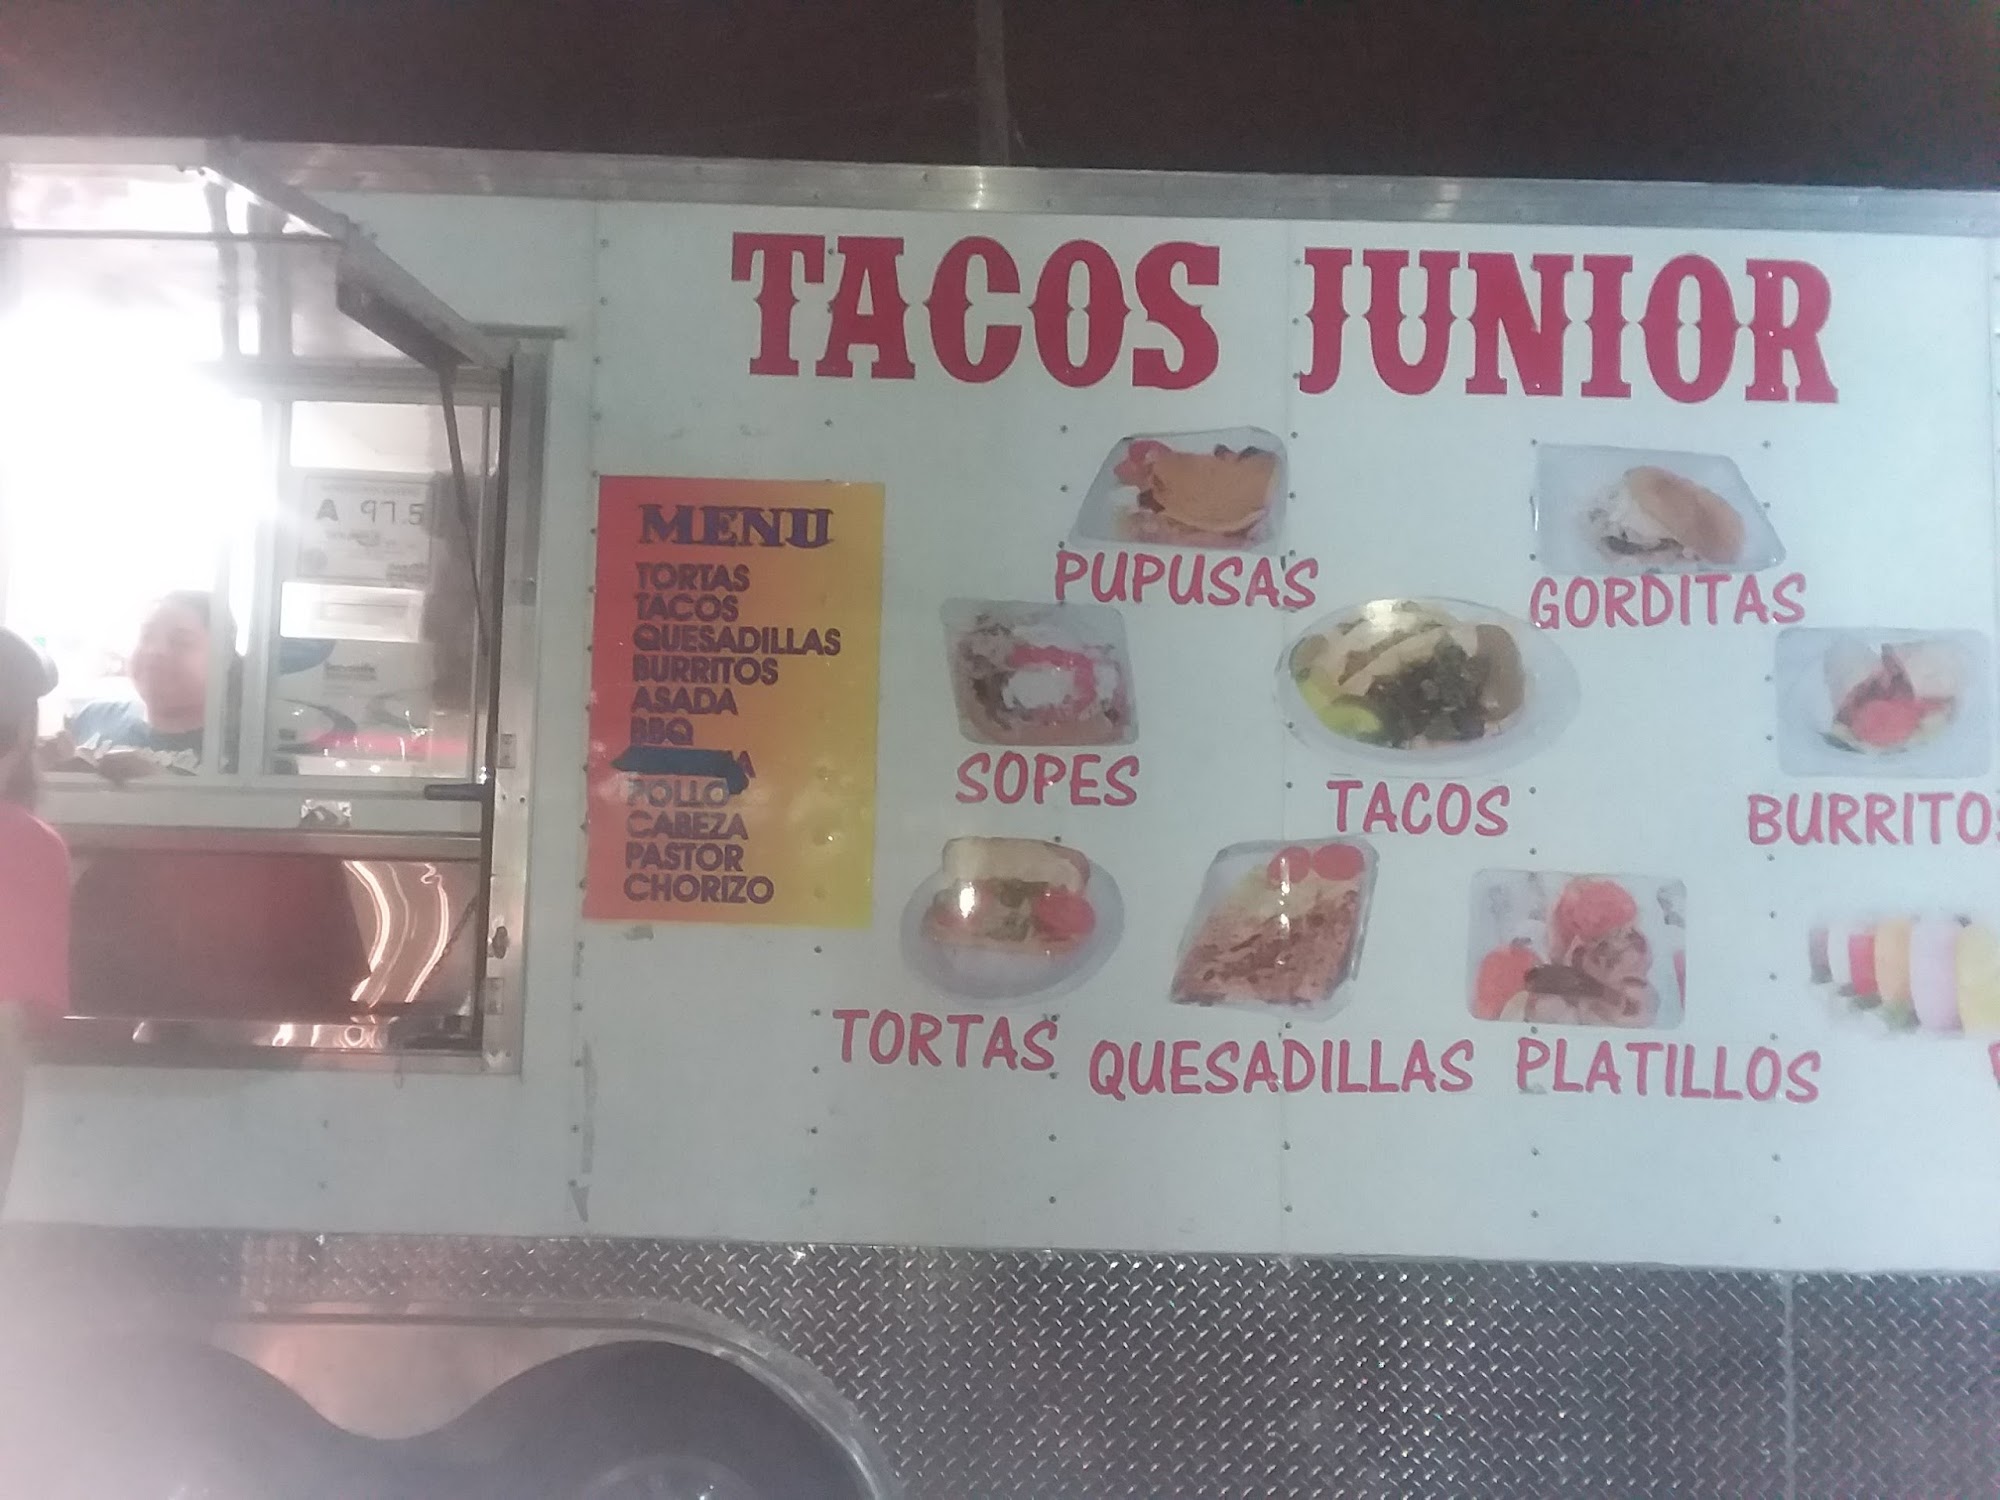 TACOS JUNIOR
A 97.5
MENU
TORTAS
TACOS
QUESADILLAS
BURRITOS
ASADA
BBQ
POLLO
CABEZA
PASTOR
CHORIZO
PUPUSAS
GORDITAS
SOPES
TACOS
BURRITOS
TORTAS
QUESADILLAS
PLATILLOS